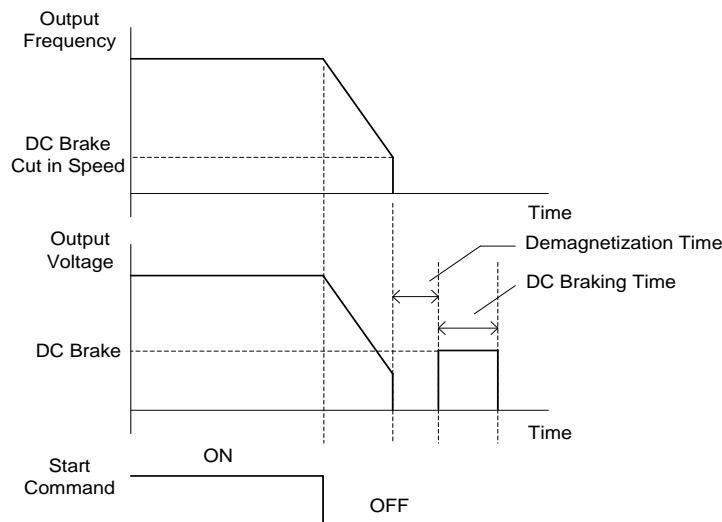 Output
Frequency
DC Brake
Cut in Speed
Time
Output
Voltage
Demagnetization Time
DC Braking Time
DC Brake
Time
Start
Command
ON
OFF